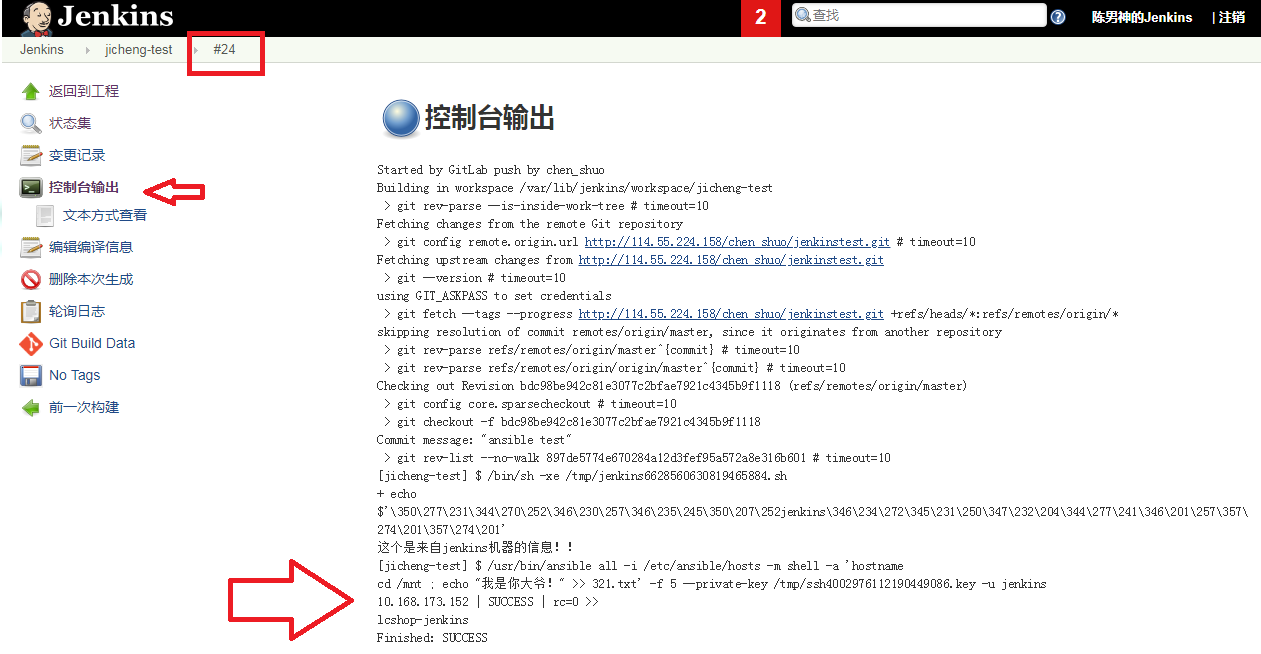 Jenkins
2
查找
陈男神的Jenkins | 注销
Jenkins jicheng-test #24
返回到工程
状态集
变更记录
控制台输出
文本方式查看
编辑编译信息
删除本次生成
轮询日志
Git Build Data
No Tags
前一次构建
控制台输出
Started by GitLab push by chen_shuo
Building in workspace /var/lib/jenkins/workspace/jicheng-test
> git rev-parse --is-inside-work-tree # timeout=10
Fetching changes from the remote Git repository
> git config remote.origin.url http://114.55.224.158/chen_shuo/jenkinstest.git # timeout=10
Fetching upstream changes from http://114.55.224.158/chen_shuo/jenkinstest.git
> git --version # timeout=10
using GIT_ASKPASS to set credentials
> git fetch --tags --progress http://114.55.224.158/chen_shuo/jenkinstest.git +refs/heads/*:refs/remotes/origin/*
skipping resolution of commit remotes/origin/master, since it originates from another repository
> git rev-parse refs/remotes/origin/master^{commit} # timeout=10
> git rev-parse refs/remotes/origin/origin/master^{commit} # timeout=10
Checking out Revision bdc98be942c81e3077c2bfae7921c4345b9f1118 (refs/remotes/origin/master)
> git config core.sparsecheckout # timeout=10
> git checkout -f bdc98be942c81e3077c2bfae7921c4345b9f1118
Commit message: "ansible test"
> git rev-list --no-walk 897de5774e670284a12d3fef95a572a8e316b601 # timeout=10
[jicheng-test] $ /bin/sh -xe /tmp/jenkins6628560630819465884.sh
+ echo
$'\350\277\231\344\270\252\346\230\257\346\235\245\350\207\252jenkins\346\234\272\345\231\250\347\232\204\344\277\241\346\201\257\357\
274\201\357\274\201'
这个是来自jenkins机器的信息！！
[jicheng-test] $ /usr/bin/ansible all -i /etc/ansible/hosts -m shell -a 'hostname
cd /mnt ; echo "我是你大爷！" >> 321.txt' -f 5 --private-key /tmp/ssh4002976112190449086.key -u jenkins
10.168.173.152 | SUCCESS | rc=0 >>
lcshop-jenkins
Finished: SUCCESS